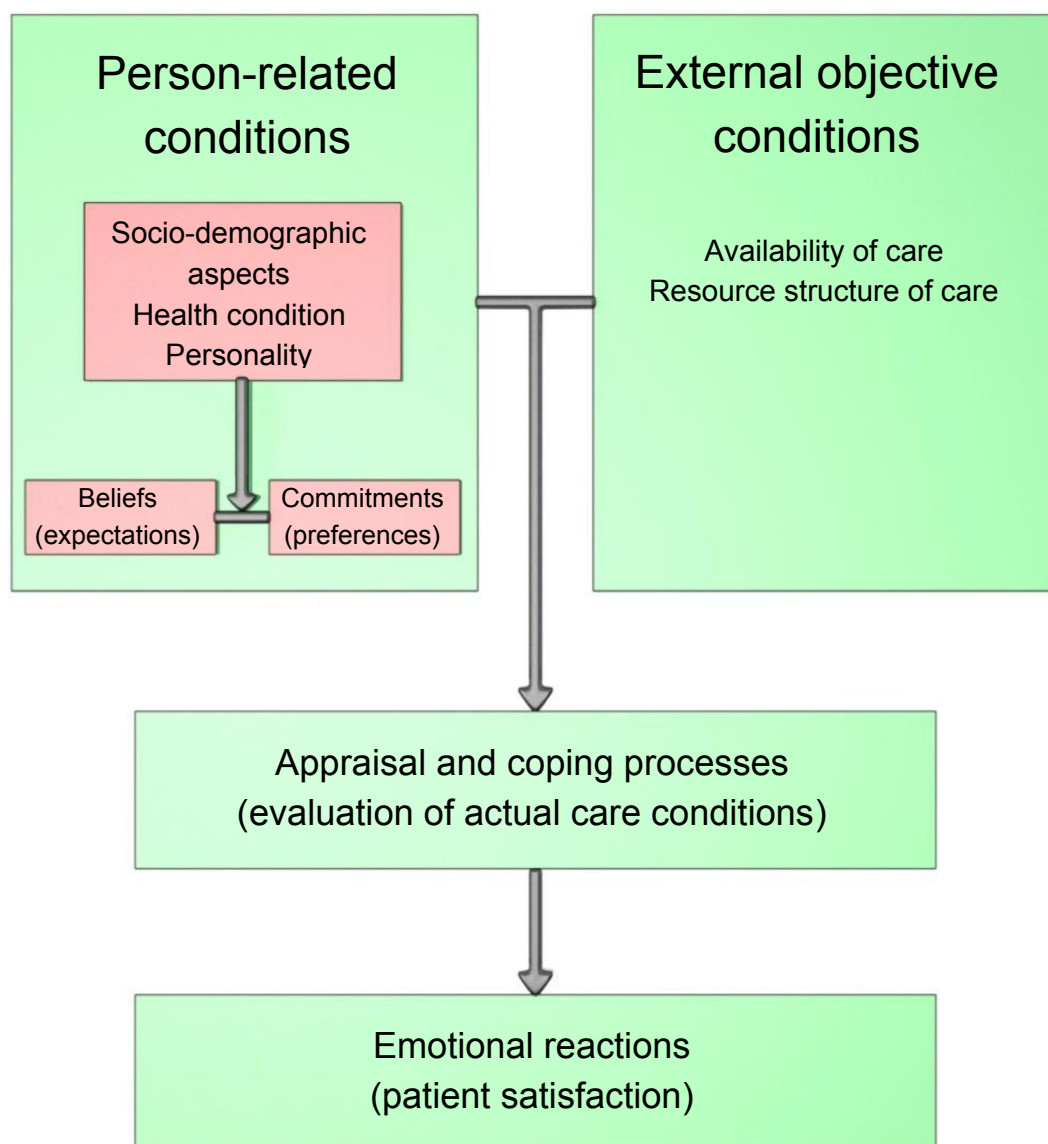 Person-related
conditions
Socio-demographic
aspects
Health condition
Personality
Beliefs
(expectations)
Commitments
(preferences)
External objective
conditions
Availability of care
Resource structure of care
Appraisal and coping processes
(evaluation of actual care conditions)
Emotional reactions
(patient satisfaction)